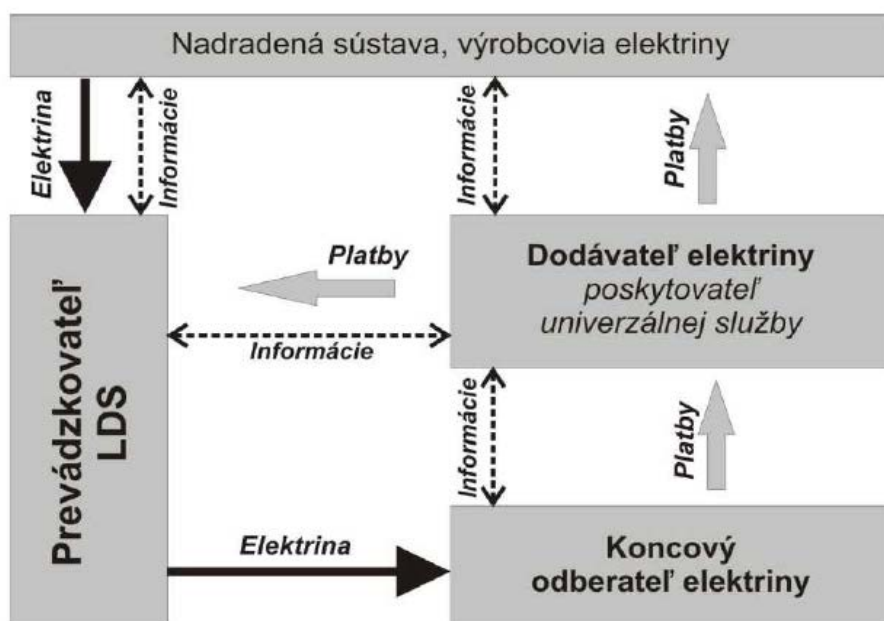 Nadradená sústava, výrobcovia elektriny
Elektrina
Informácie
Informácie
Platby
Prevádzkovateľ
LDS
Platby
Informácie
Dodávateľ elektriny
poskytovateľ
univerzálnej služby
Informácie
Platby
Elektrina
Koncový
odberateľ elektriny